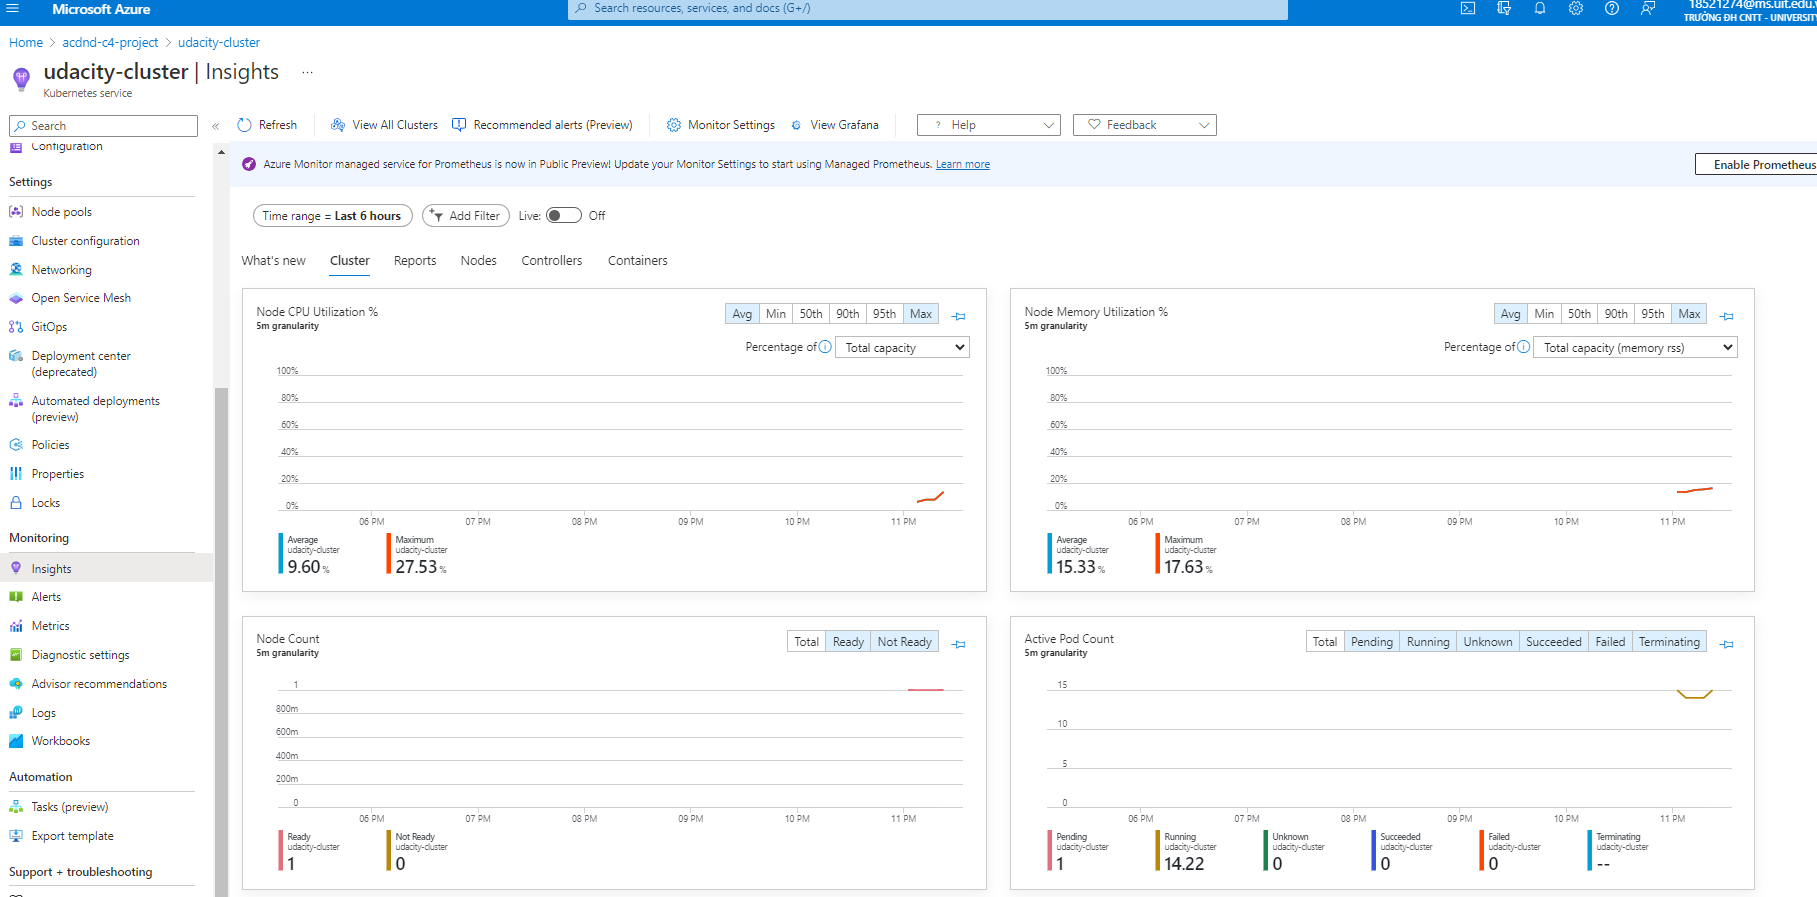 Microsoft Azure
Search resources, services, and docs (G+/)
18521274@ms.uit.edu.v
TRƯỜNG ĐH CNTT - UNIVERSITY
Home > acdnd-c4-project > udacity-cluster
udacity-cluster | Insights ...
Kubernetes service
Search
«
Refresh
View All Clusters
Recommended alerts (Preview)
Monitor Settings
View Grafana
? Help
Feedback
Configuration
Settings
Node pools
Cluster configuration
Networking
Open Service Mesh
GitOps
Deployment center
(deprecated)
Automated deployments
(preview)
Policies
Properties
Locks
Monitoring
Insights
Alerts
Metrics
Diagnostic settings
Advisor recommendations
Logs
Workbooks
Automation
Tasks (preview)
Export template
Support + troubleshooting
Azure Monitor managed service for Prometheus is now in Public Preview! Update your Monitor Settings to start using Managed Prometheus. Learn more
Enable Prometheus
Time range = Last 6 hours
Add Filter
Live: Off
What's new
Cluster
Reports
Nodes
Controllers
Containers
Node CPU Utilization %
5m granularity
Avg Min 50th 90th 95th Max
Percentage of Total capacity
100%
80%
60%
40%
20%
0%
06 PM 07 PM 08 PM 09 PM 10 PM 11 PM
Average
udacity-cluster
9.60 %
Maximum
udacity-cluster
27.53 %
Node Memory Utilization %
5m granularity
Avg Min 50th 90th 95th Max
Percentage of Total capacity (memory rss)
100%
80%
60%
40%
20%
0%
06 PM 07 PM 08 PM 09 PM 10 PM 11 PM
Average
udacity-cluster
15.33 %
Maximum
udacity-cluster
17.63 %
Node Count
5m granularity
Total Ready Not Ready
1
800m
600m
400m
200m
0
06 PM 07 PM 08 PM 09 PM 10 PM 11 PM
Ready
udacity-cluster
1
Not Ready
udacity-cluster
0
Active Pod Count
5m granularity
Total Pending Running Unknown Succeeded Failed Terminating
15
10
5
0
06 PM 07 PM 08 PM 09 PM 10 PM 11 PM
Pending
udacity-cluster
1
Running
udacity-cluster
14.22
Unknown
udacity-cluster
0
Succeeded
udacity-cluster
0
Failed
udacity-cluster
0
Terminating
udacity-cluster
--